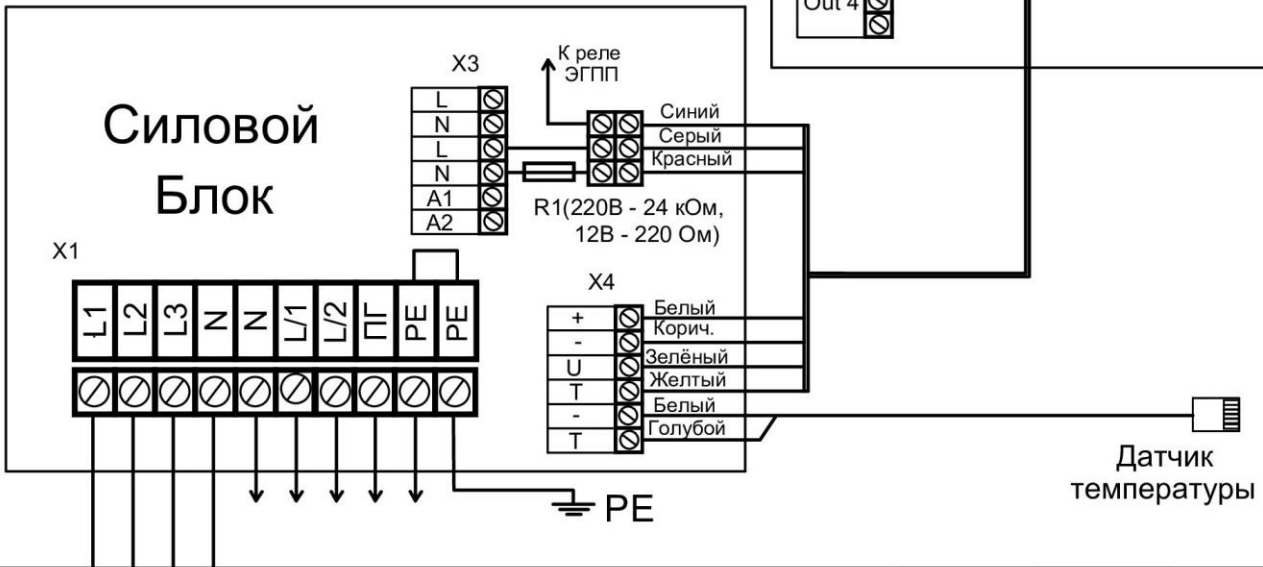 Out 4
К реле
ЭГПП
X3
L
N
L
N
A1
A2
Синий
Серый
Красный
R1(220В - 24 кОм,
12В - 220 Ом)
Силовой
Блок
X1
L1
L2
L3
N
N
L/1
L/2
ПГ
PE
PE
X4
+
-
U
T
-
T
Белый
Корич.
Зелёный
Желтый
Белый
Голубой
PE
Датчик
температуры